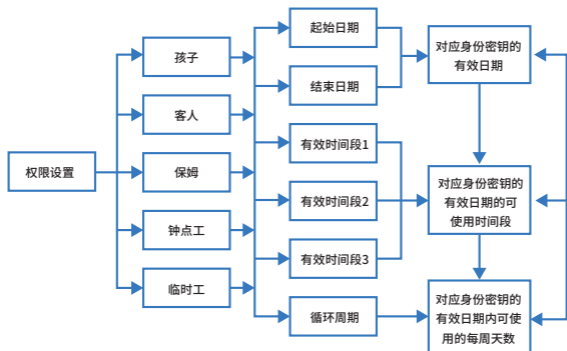 权限设置
孩子
客人
保姆
钟点工
临时工
起始日期
结束日期
有效时间段1
有效时间段2
有效时间段3
循环周期
对应身份密钥的
有效日期
对应身份密钥的
有效日期的可
使用时间段
对应身份密钥的
有效日期内可使
用的每周天数